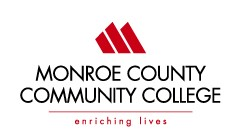 MONROE COUNTY
COMMUNITY COLLEGE
enriching lives